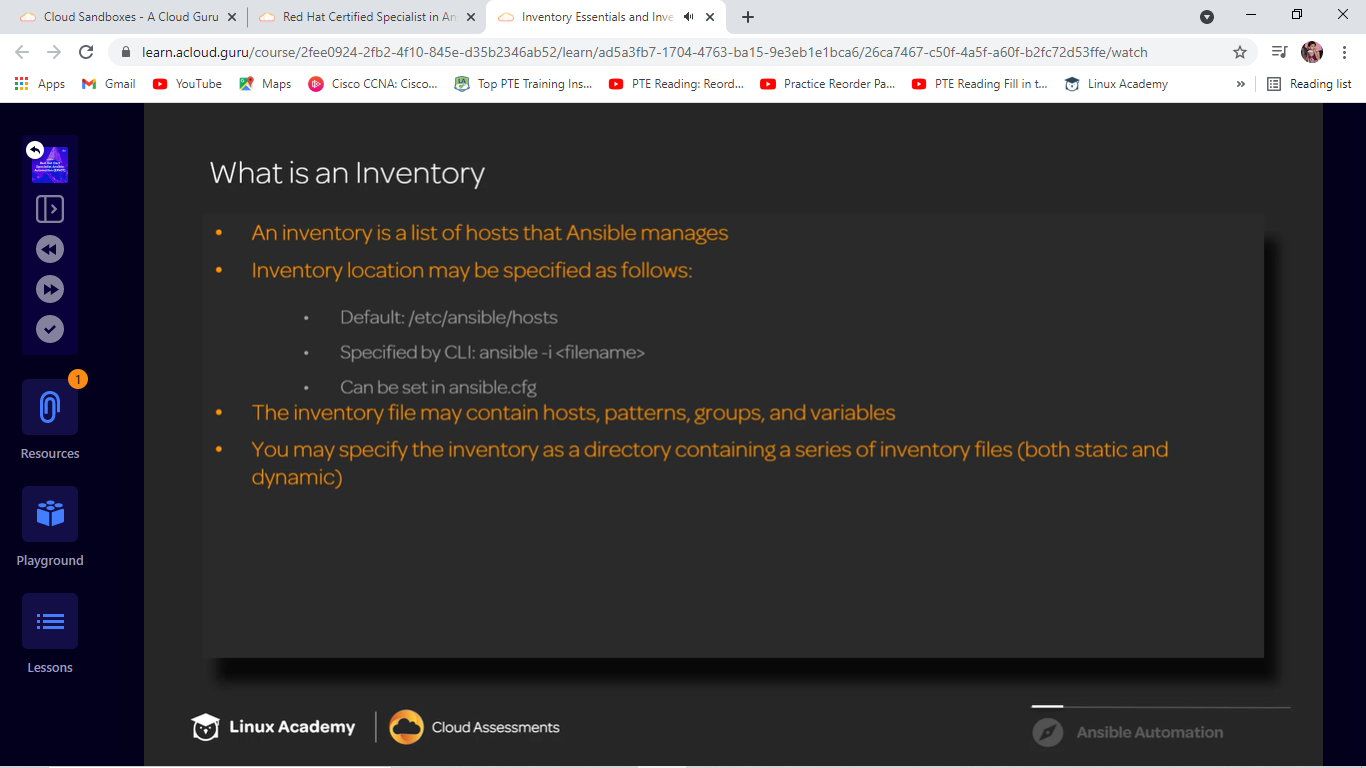 Cloud Sandboxes - A Cloud Guru
Red Hat Certified Specialist in An
Inventory Essentials and Inve
learn.acloud.guru/course/2fee0924-2fb2-4f10-845e-d35b2346ab52/learn/ad5a3fb7-1704-4763-ba15-9e3eb1e1bca6/26ca7467-c50f-4a5f-a60f-b2fc72d53ffe/watch
Apps
Gmail
YouTube
Maps
Cisco CCNA: Cisco...
Top PTE Training Ins...
PTE Reading: Reord...
Practice Reorder Pa...
PTE Reading Fill in t...
Linux Academy
»
Reading list
What is an Inventory
• An inventory is a list of hosts that Ansible manages
• Inventory location may be specified as follows:
• Default: /etc/ansible/hosts
• Specified by CLI: ansible -i <filename>
• Can be set in ansible.cfg
• The inventory file may contain hosts, patterns, groups, and variables
• You may specify the inventory as a directory containing a series of inventory files (both static and
dynamic)
1
Resources
Playground
Lessons
Linux Academy
Cloud Assessments
Ansible Automation